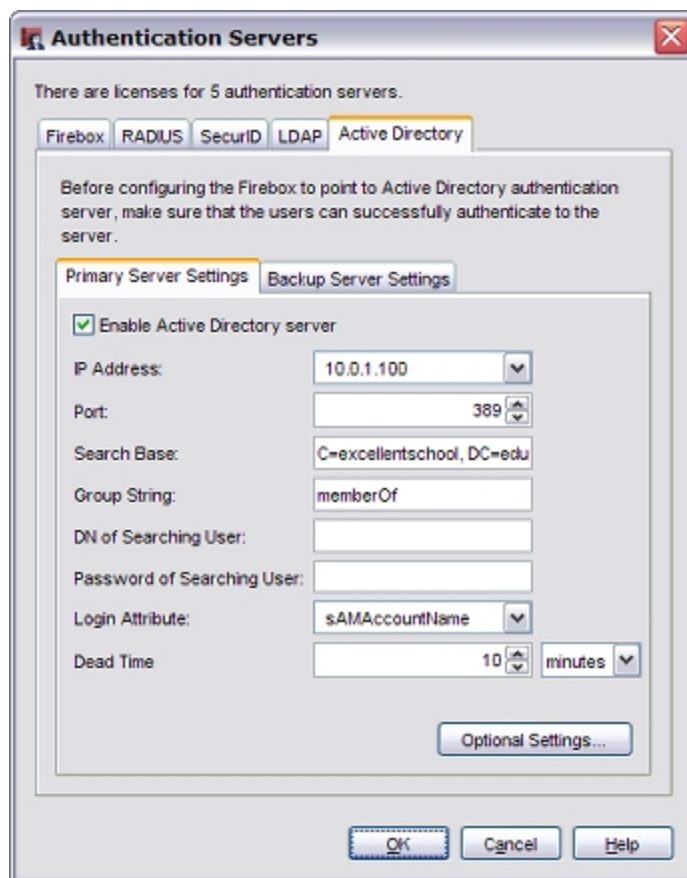 Authentication Servers
There are licenses for 5 authentication servers.
Firebox RADIUS SecurID LDAP Active Directory
Before configuring the Firebox to point to Active Directory authentication
server, make sure that the users can successfully authenticate to the
server.
Primary Server Settings Backup Server Settings
Enable Active Directory server
IP Address: 10.0.1.100
Port: 389
Search Base: C=excellentschool, DC=edu
Group String: memberOf
DN of Searching User:
Password of Searching User:
Login Attribute: sAMAccountName
Dead Time 10 minutes
Optional Settings...
OK Cancel Help